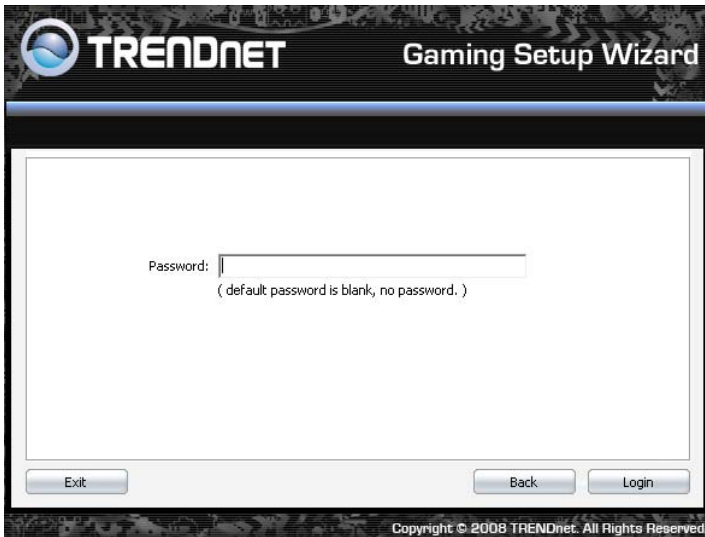 TRENDnet
Gaming Setup Wizard
Password:
( default password is blank, no password. )
Exit
Back
Login
Copyright © 2008 TRENDnet. All Rights Reserved